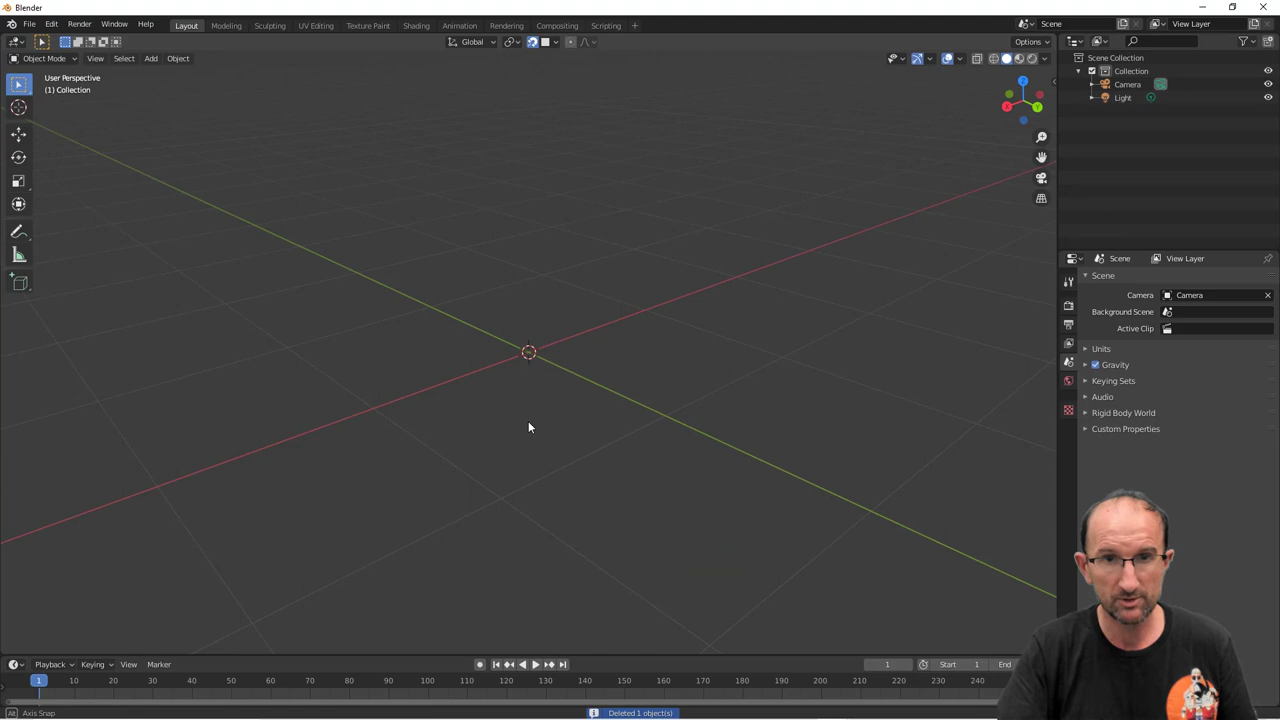 Blender
File Edit Render Window Help Layout Modeling Sculpting UV Editing Texture Paint Shading Animation Rendering Compositing Scripting + Scene View Layer
Global Options
Object Mode View Select Add Object
User Perspective
(1) Collection
X Y Z
Scene Collection
Collection
Camera
Light
Scene View Layer
Scene
Camera Camera
Background Scene
Active Clip
Units
Gravity
Keying Sets
Audio
Rigid Body World
Custom Properties
Playback Keying View Marker 1 Start 1 End
1 10 20 30 40 50 60 70 80 90 100 110 120 130 140 150 160 170 180 190 200 210 220 230 240
Alt Axis Snap Deleted 1 object(s)